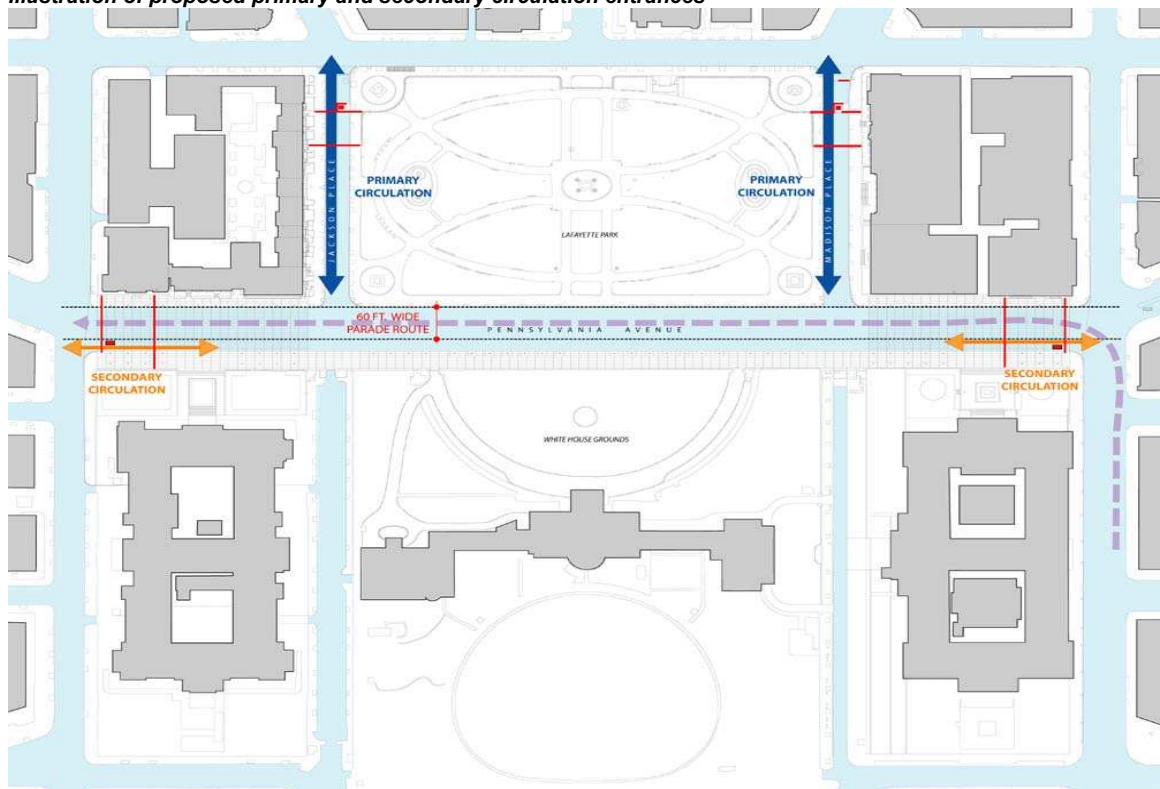 Illustration of proposed primary and secondary circulation entrances
JACKSON PLACE
PRIMARY
CIRCULATION
PRIMARY
CIRCULATION
MADISON PLACE
LAFAYETTE PARK
60 FT. WIDE
PARADE ROUTE
PENNSYLVANIA AVENUE
SECONDARY
CIRCULATION
SECONDARY
CIRCULATION
WHITE HOUSE GROUNDS